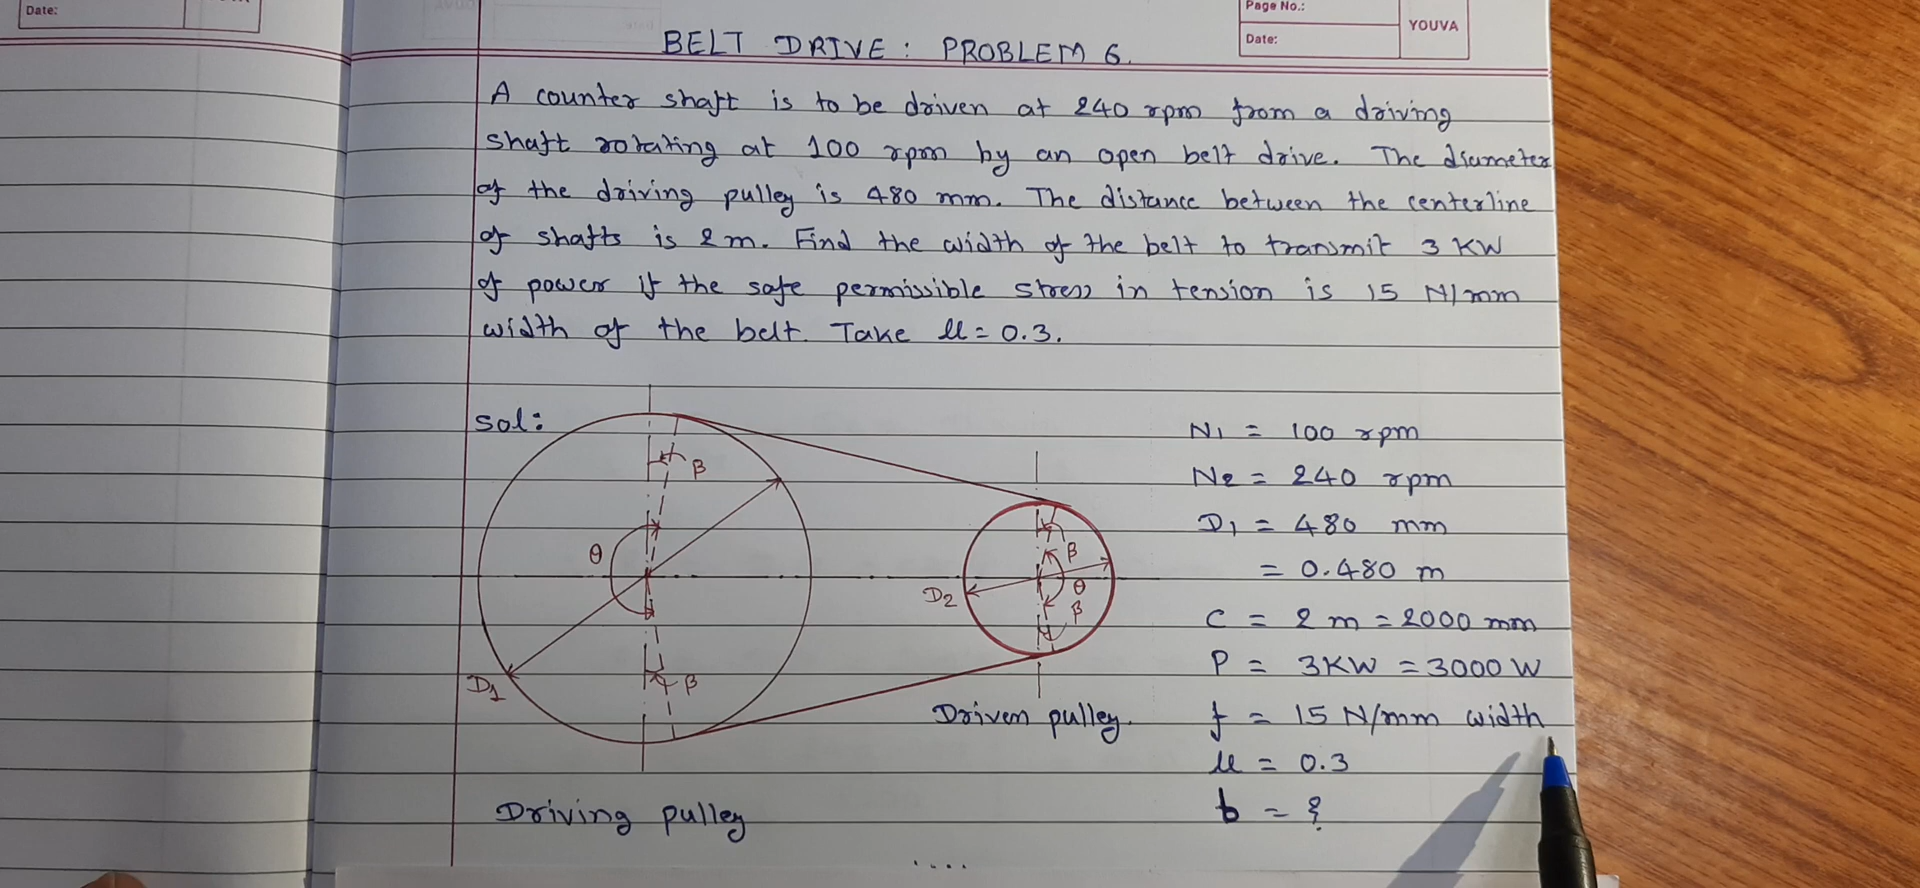 Date:
Page No.:
Date:
YOUVA
BELT DRIVE : PROBLEM 6.
A counter shaft is to be driven at 240 rpm from a driving
shaft rotating at 100 rpm by an open belt drive. The diameter
of the driving pulley is 480 mm. The distance between the centerline
of shafts is 2 m. Find the width of the belt to transmit 3 KW
of power if the safe permissible stress in tension is 15 N/mm
width of the belt. Take μ = 0.3.
Sol:
β
θ
D1
β
β
D2
θ
β
Driving pulley
Driven pulley.
N1 = 100 rpm
N2 = 240 rpm
D1 = 480 mm
= 0.480 m
C = 2 m = 2000 mm
P = 3KW = 3000 W
f = 15 N/mm width
μ = 0.3
b = ?
....